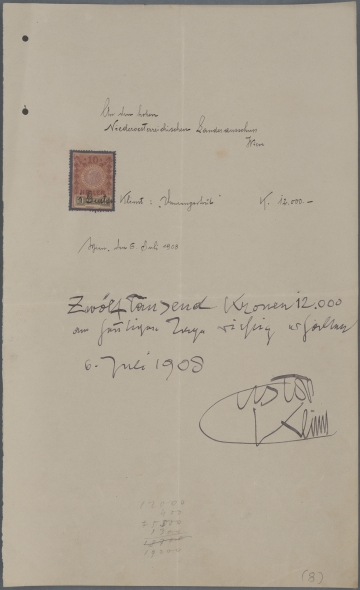 An den hohen
Niederösterreichischen Landesausschuss
Wien
Klimt: „ K. 12.000.–
Wien, den 5. Juli 1908
Zwölftausend Kronen 12.000
am heutigen Tage richtig erhalten
6. Juli 1908
Gustav
Klimt
(8)